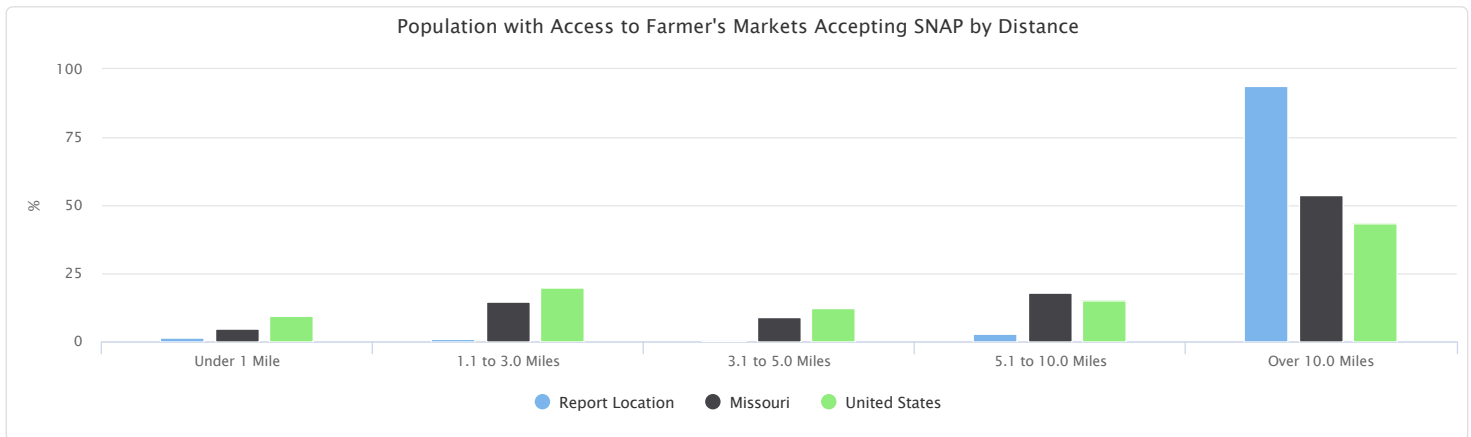 Population with Access to Farmer's Markets Accepting SNAP by Distance
100
75
50
25
0
%
Under 1 Mile
1.1 to 3.0 Miles
3.1 to 5.0 Miles
5.1 to 10.0 Miles
Over 10.0 Miles
Report Location
Missouri
United States